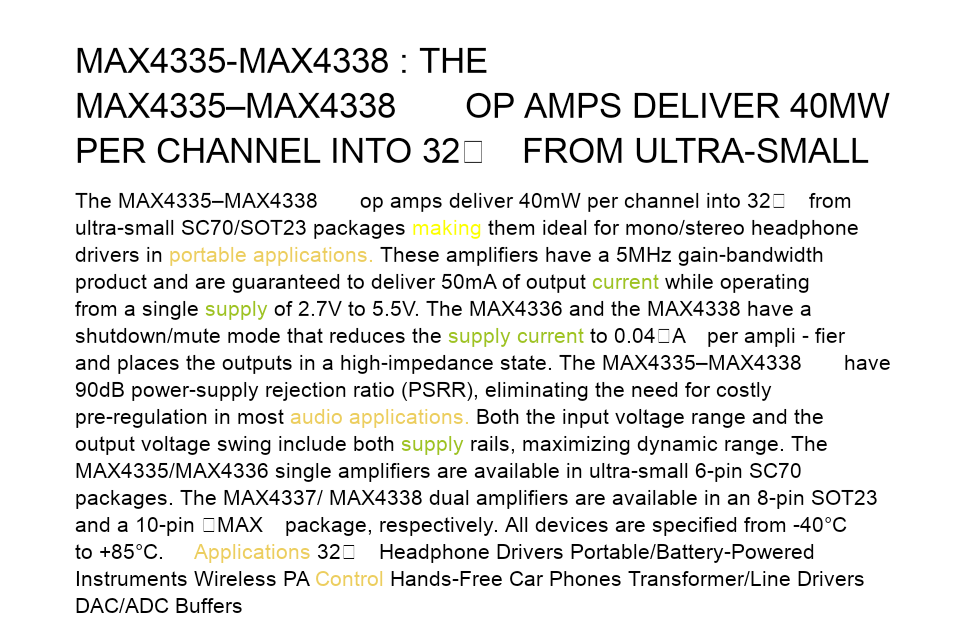 MAX4335-MAX4338 : THE
MAX4335–MAX4338 OP AMPS DELIVER 40MW
PER CHANNEL INTO 32□ FROM ULTRA-SMALL
The MAX4335–MAX4338 op amps deliver 40mW per channel into 32□ from
ultra-small SC70/SOT23 packages making them ideal for mono/stereo headphone
drivers in portable applications. These amplifiers have a 5MHz gain-bandwidth
product and are guaranteed to deliver 50mA of output current while operating
from a single supply of 2.7V to 5.5V. The MAX4336 and the MAX4338 have a
shutdown/mute mode that reduces the supply current to 0.04□A per ampli - fier
and places the outputs in a high-impedance state. The MAX4335–MAX4338 have
90dB power-supply rejection ratio (PSRR), eliminating the need for costly
pre-regulation in most audio applications. Both the input voltage range and the
output voltage swing include both supply rails, maximizing dynamic range. The
MAX4335/MAX4336 single amplifiers are available in ultra-small 6-pin SC70
packages. The MAX4337/ MAX4338 dual amplifiers are available in an 8-pin SOT23
and a 10-pin □MAX package, respectively. All devices are specified from -40°C
to +85°C. Applications 32□ Headphone Drivers Portable/Battery-Powered
Instruments Wireless PA Control Hands-Free Car Phones Transformer/Line Drivers
DAC/ADC Buffers